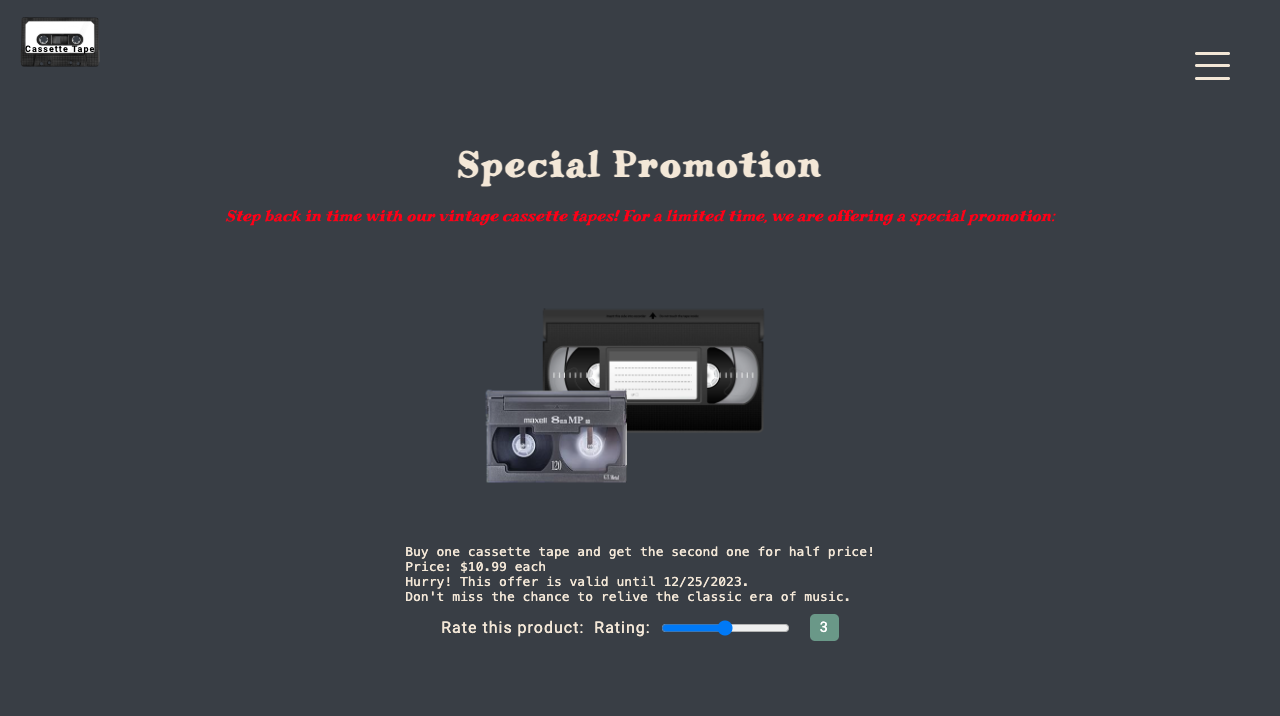 Cassette Tape
Special Promotion
Step back in time with our vintage cassette tapes! For a limited time, we are offering a special promotion:
maxell 8mm MP
120
Buy one cassette tape and get the second one for half price!
Price: $10.99 each
Hurry! This offer is valid until 12/25/2023.
Don't miss the chance to relive the classic era of music.
Rate this product: Rating: 3